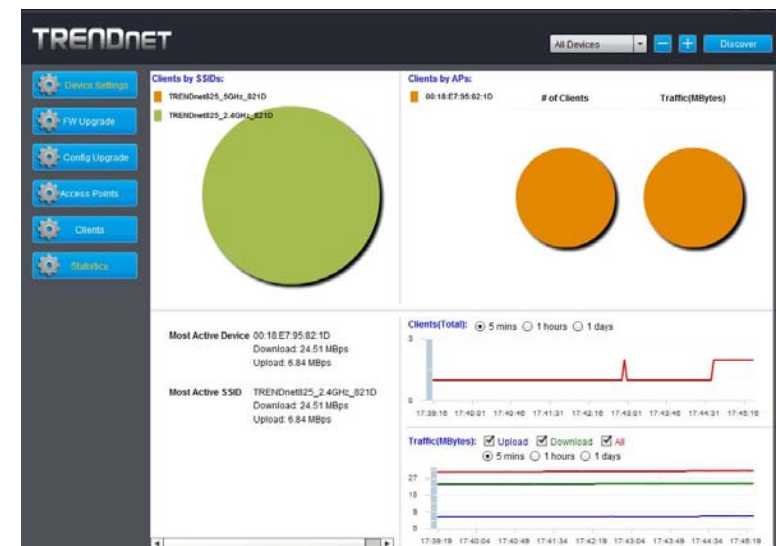 TRENDNET
All Devices
Discover
Device Settings
FW Upgrade
Config Upgrade
Access Points
Clients
Statistics
Clients by SSIDs:
TRENDnet825_5GHz_821D
TRENDnet825_2.4GHz_821D
Clients by APs:
00:18:E7:95:82:1D
# of Clients
Traffic(MBytes)
Most Active Device 00:18:E7:95:82:1D
Download: 24.51 MBps
Upload: 6.84 MBps
Most Active SSID TRENDnet825_2.4GHz_821D
Download: 24.51 MBps
Upload: 6.84 MBps
Clients(Total): 5 mins 1 hours 1 days
3
0
17:39:16 17:40:01 17:40:46 17:41:31 17:42:16 17:43:01 17:43:46 17:44:31 17:45:16
Traffic(MBytes): Upload Download All
5 mins 1 hours 1 days
27
18
9
0
17:39:19 17:40:04 17:40:49 17:41:34 17:42:19 17:43:04 17:43:49 17:44:34 17:45:19